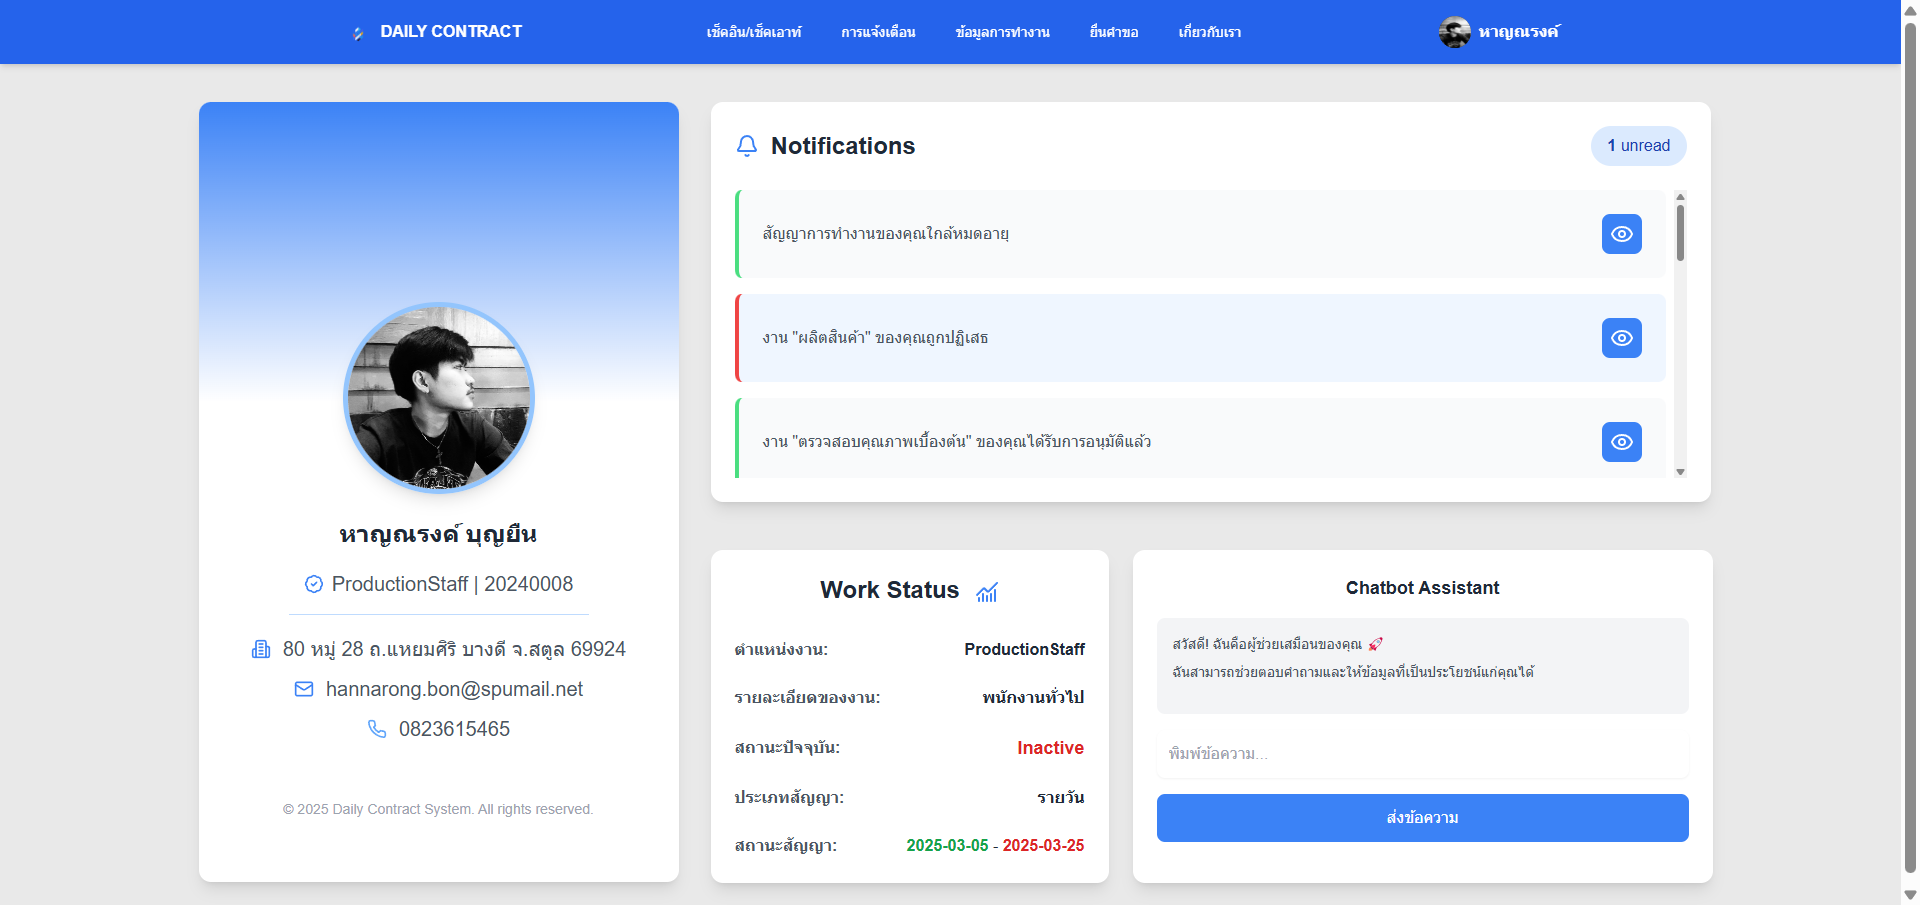 DAILY CONTRACT
เช็คอิน/เช็คเอาท์
การแจ้งเตือน
ข้อมูลการทำงาน
ยื่นคำขอ
เกี่ยวกับเรา
หาญณรงค์
หาญณรงค์ บุญยืน
ProductionStaff | 20240008
80 หมู่ 28 ถ.แหยมศิริ บางดี จ.สตูล 69924
hannarong.bon@spumail.net
0823615465
© 2025 Daily Contract System. All rights reserved.
Notifications
1 unread
สัญญาการทำงานของคุณใกล้หมดอายุ
งาน "ผลิตสินค้า" ของคุณถูกปฏิเสธ
งาน "ตรวจสอบคุณภาพเบื้องต้น" ของคุณได้รับการอนุมัติแล้ว
Work Status
ตำแหน่งงาน: ProductionStaff
รายละเอียดของงาน: พนักงานทั่วไป
สถานะปัจจุบัน: Inactive
ประเภทสัญญา: รายวัน
สถานะสัญญา: 2025-03-05 - 2025-03-25
Chatbot Assistant
สวัสดี! ฉันคือผู้ช่วยเสมือนของคุณ 🚀
ฉันสามารถช่วยตอบคำถามและให้ข้อมูลที่เป็นประโยชน์แก่คุณได้
พิมพ์ข้อความ...
ส่งข้อความ